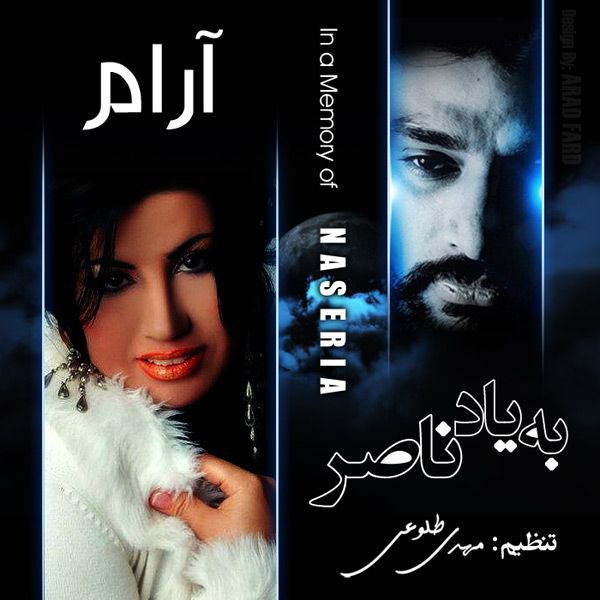 آرام
In a Memory of
NASERIA
به یاد ناصر
تنظیم: مهدی طلوعی
Design By: ARAD FARD